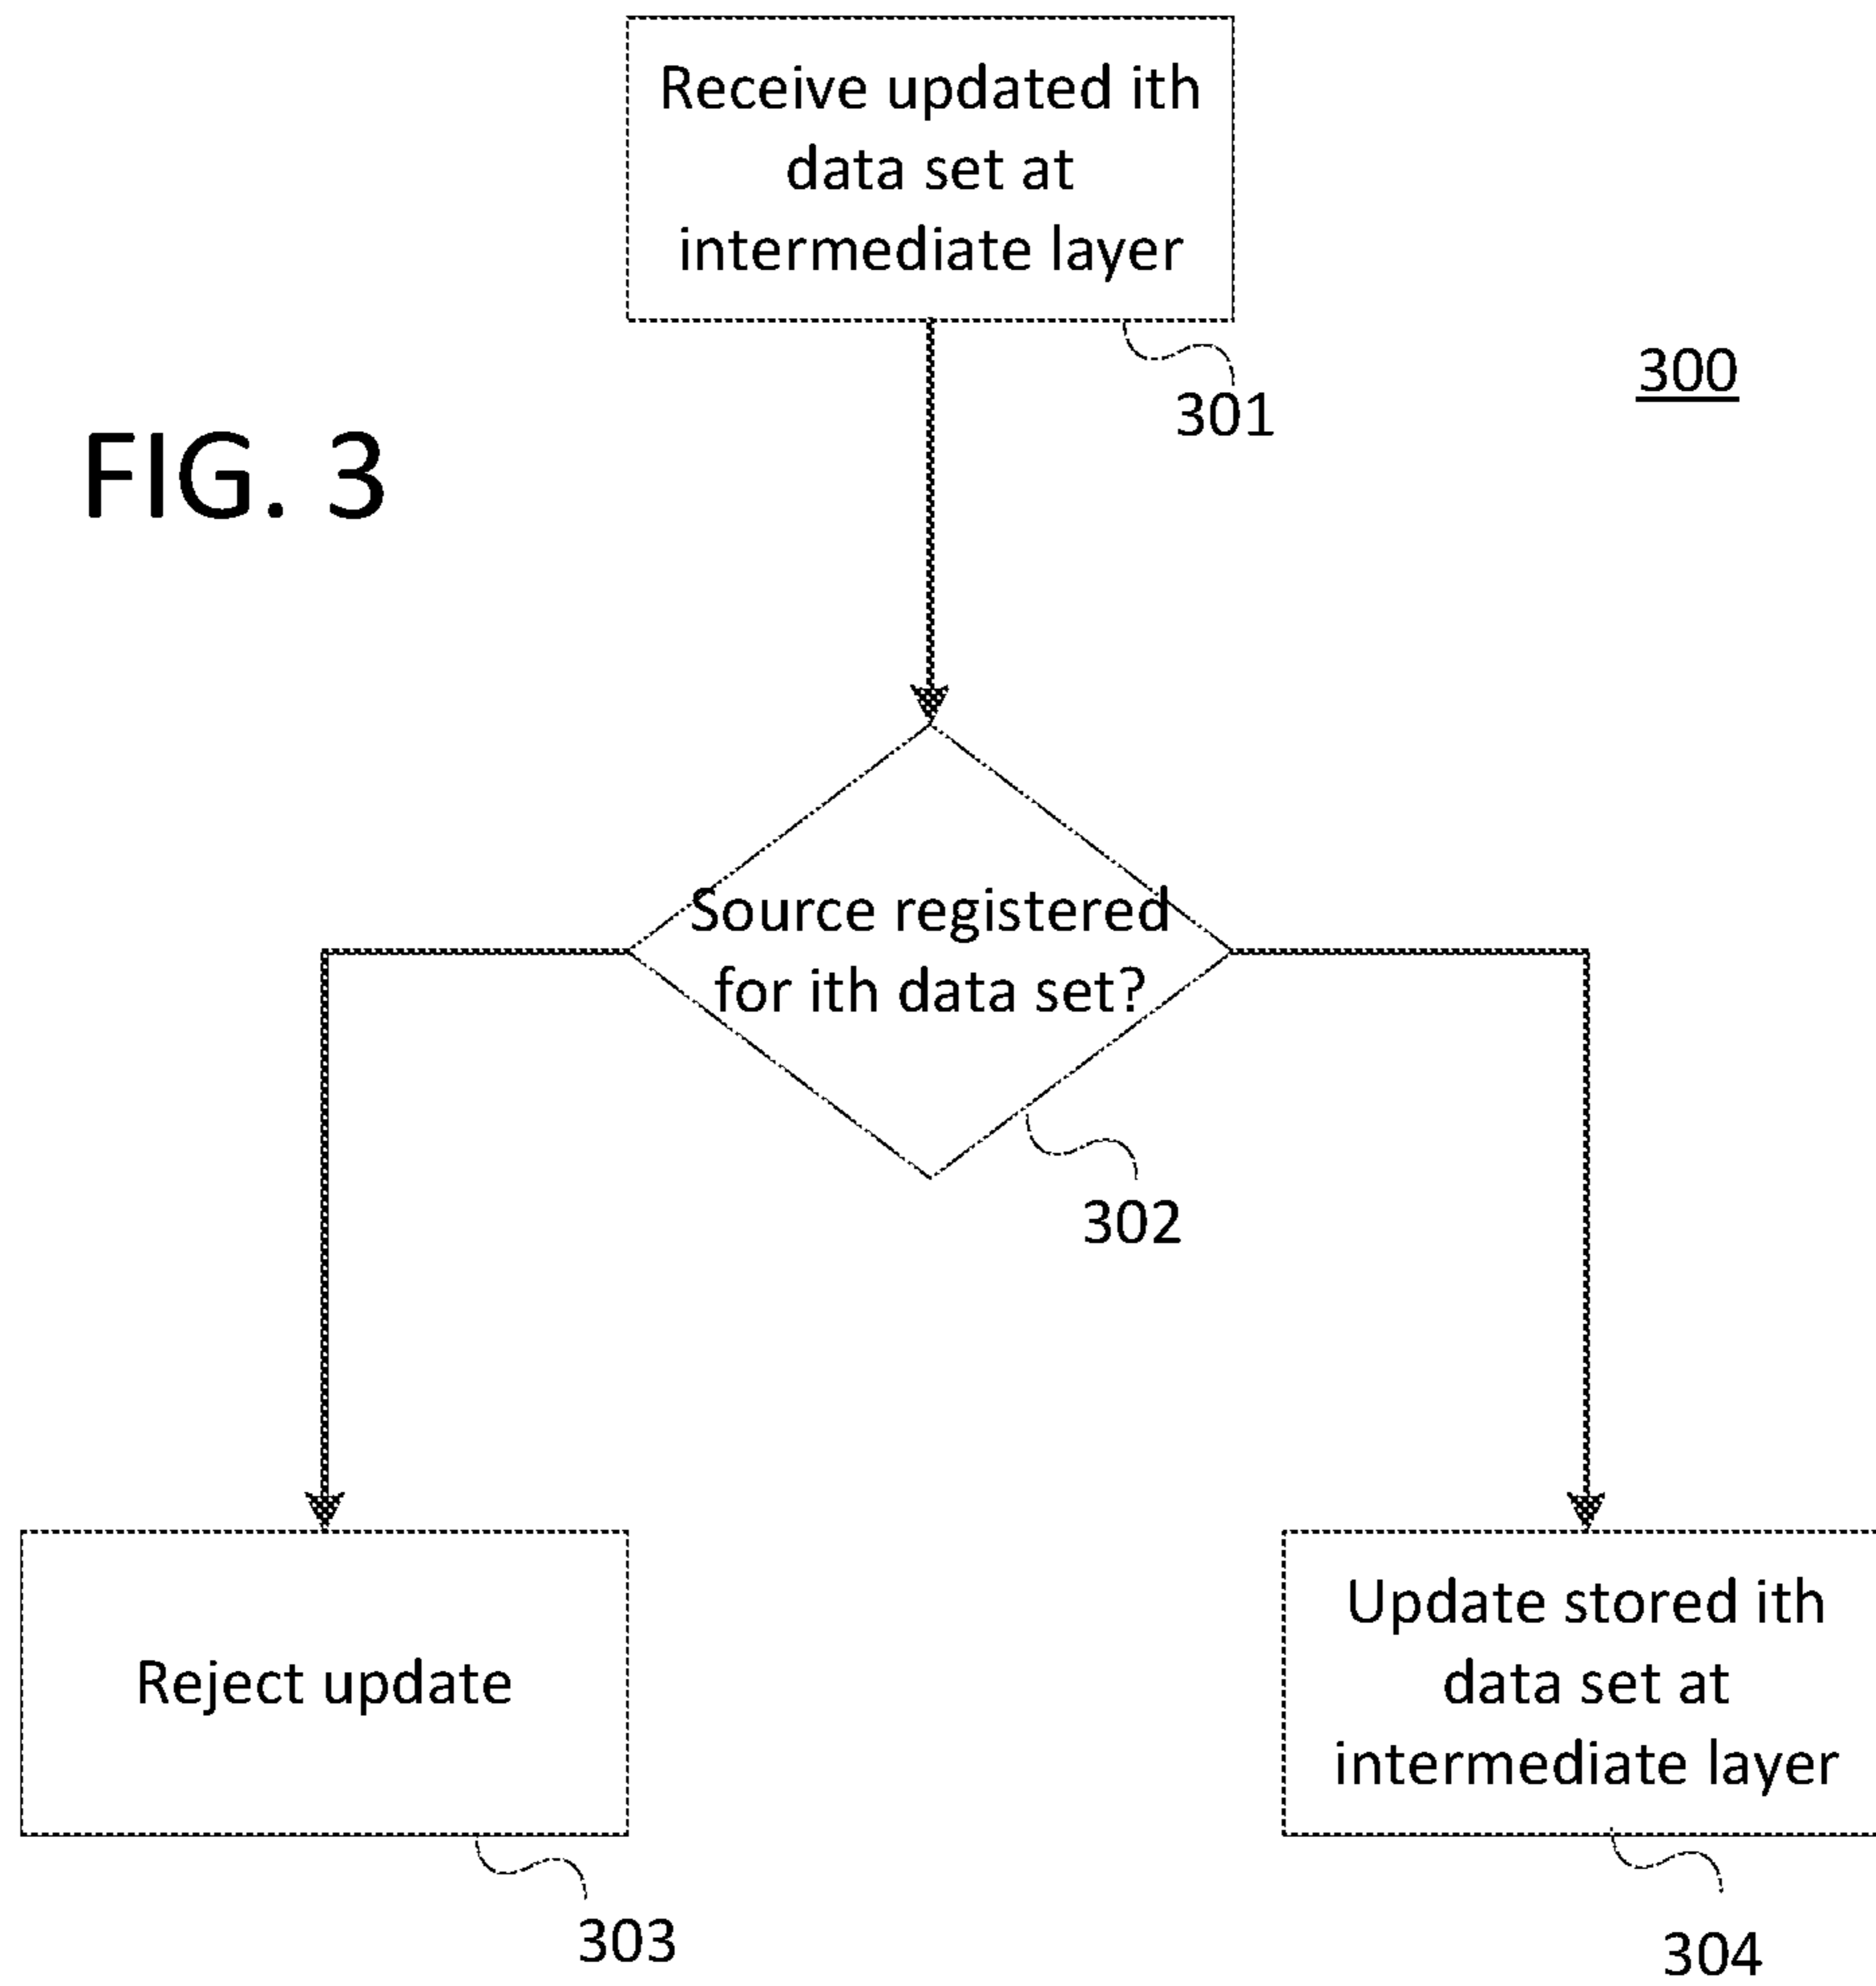 Receive updated ith
data set at
intermediate layer
301
300
FIG. 3
Source registered
for ith data set?
302
Reject update
303
Update stored ith
data set at
intermediate layer
304